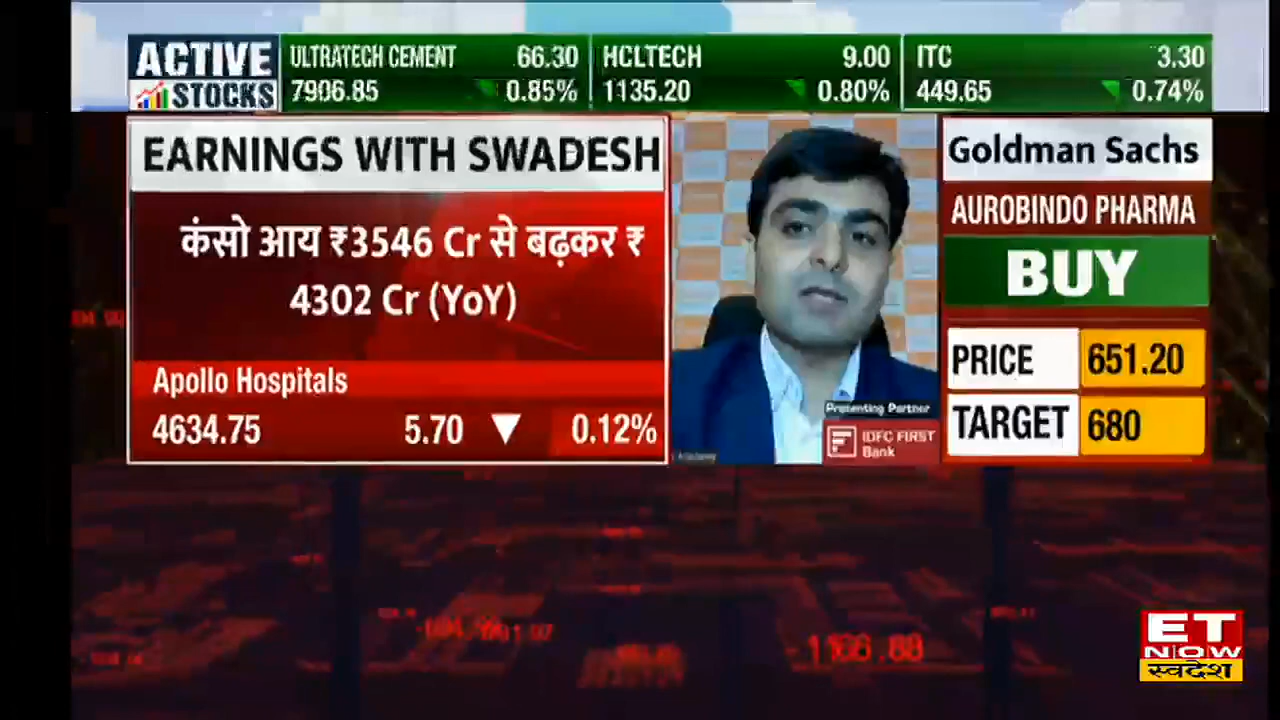 ACTIVE
STOCKS
ULTRATECH CEMENT 66.30
7906.85 0.85%
HCLTECH 9.00
1135.20 0.80%
ITC 3.30
449.65 0.74%
EARNINGS WITH SWADESH
कंसो आय ₹3546 Cr से बढ़कर ₹
4302 Cr (YoY)
Apollo Hospitals
4634.75 5.70 ▼ 0.12%
Presenting Partner
IDFC FIRST
Bank
Goldman Sachs
AUROBINDO PHARMA
BUY
PRICE 651.20
TARGET 680
ET
NOW
स्वदेश